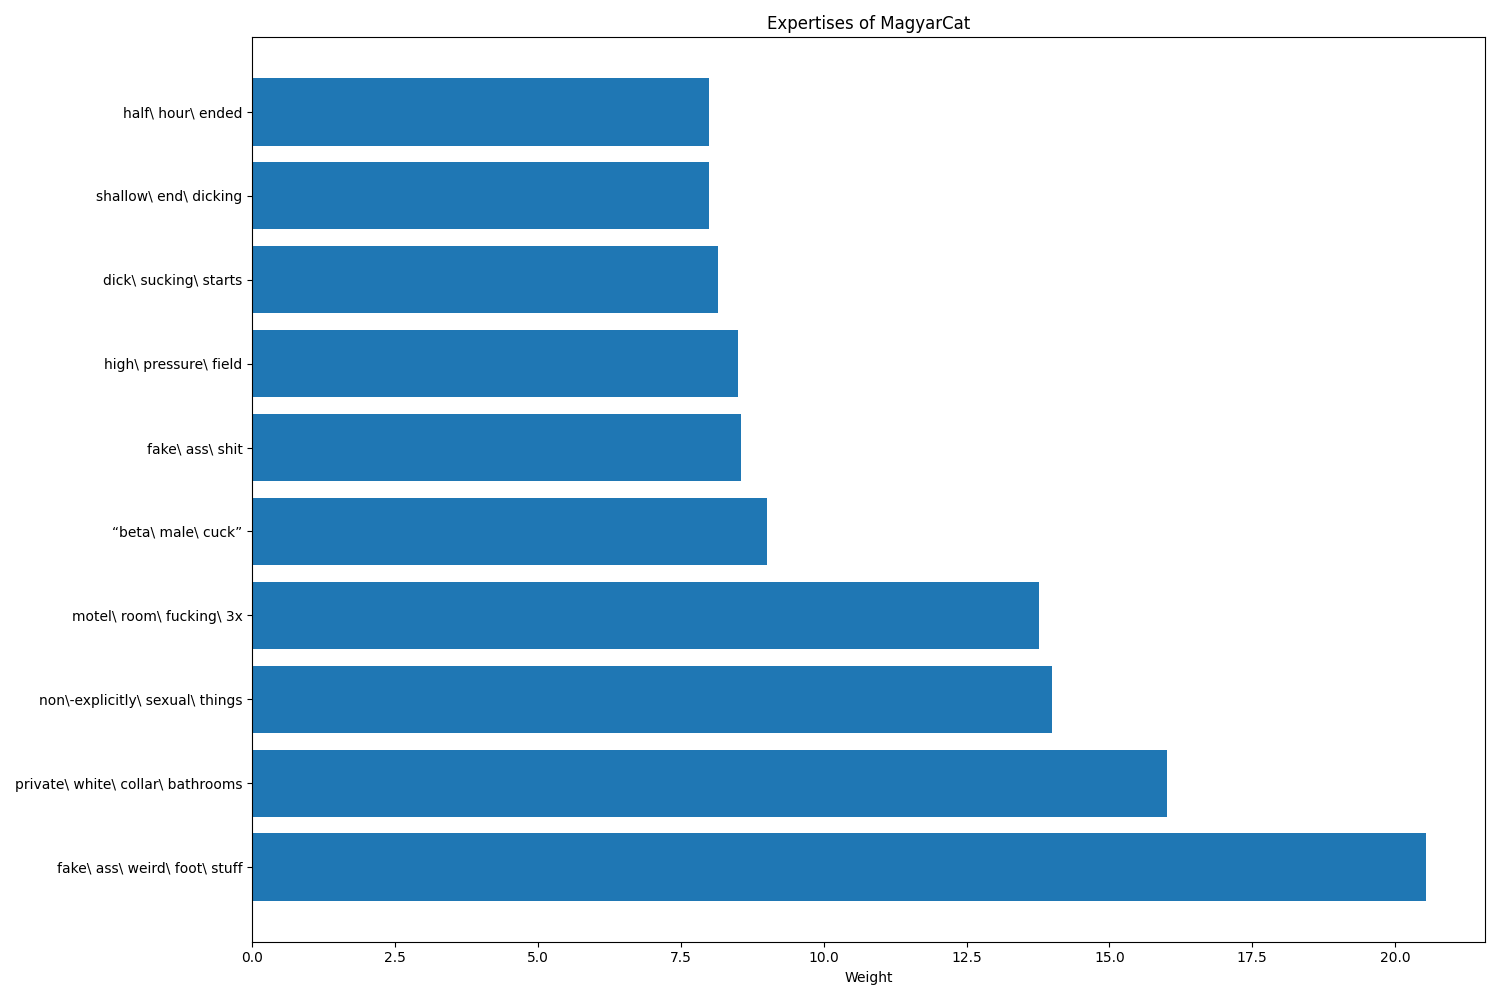 Expertises of MagyarCat
half\ hour\ ended
shallow\ end\ dicking
dick\ sucking\ starts
high\ pressure\ field
fake\ ass\ shit
“beta\ male\ cuck”
motel\ room\ fucking\ 3x
non\-explicitly\ sexual\ things
private\ white\ collar\ bathrooms
fake\ ass\ weird\ foot\ stuff
0.0 2.5 5.0 7.5 10.0 12.5 15.0 17.5 20.0
Weight